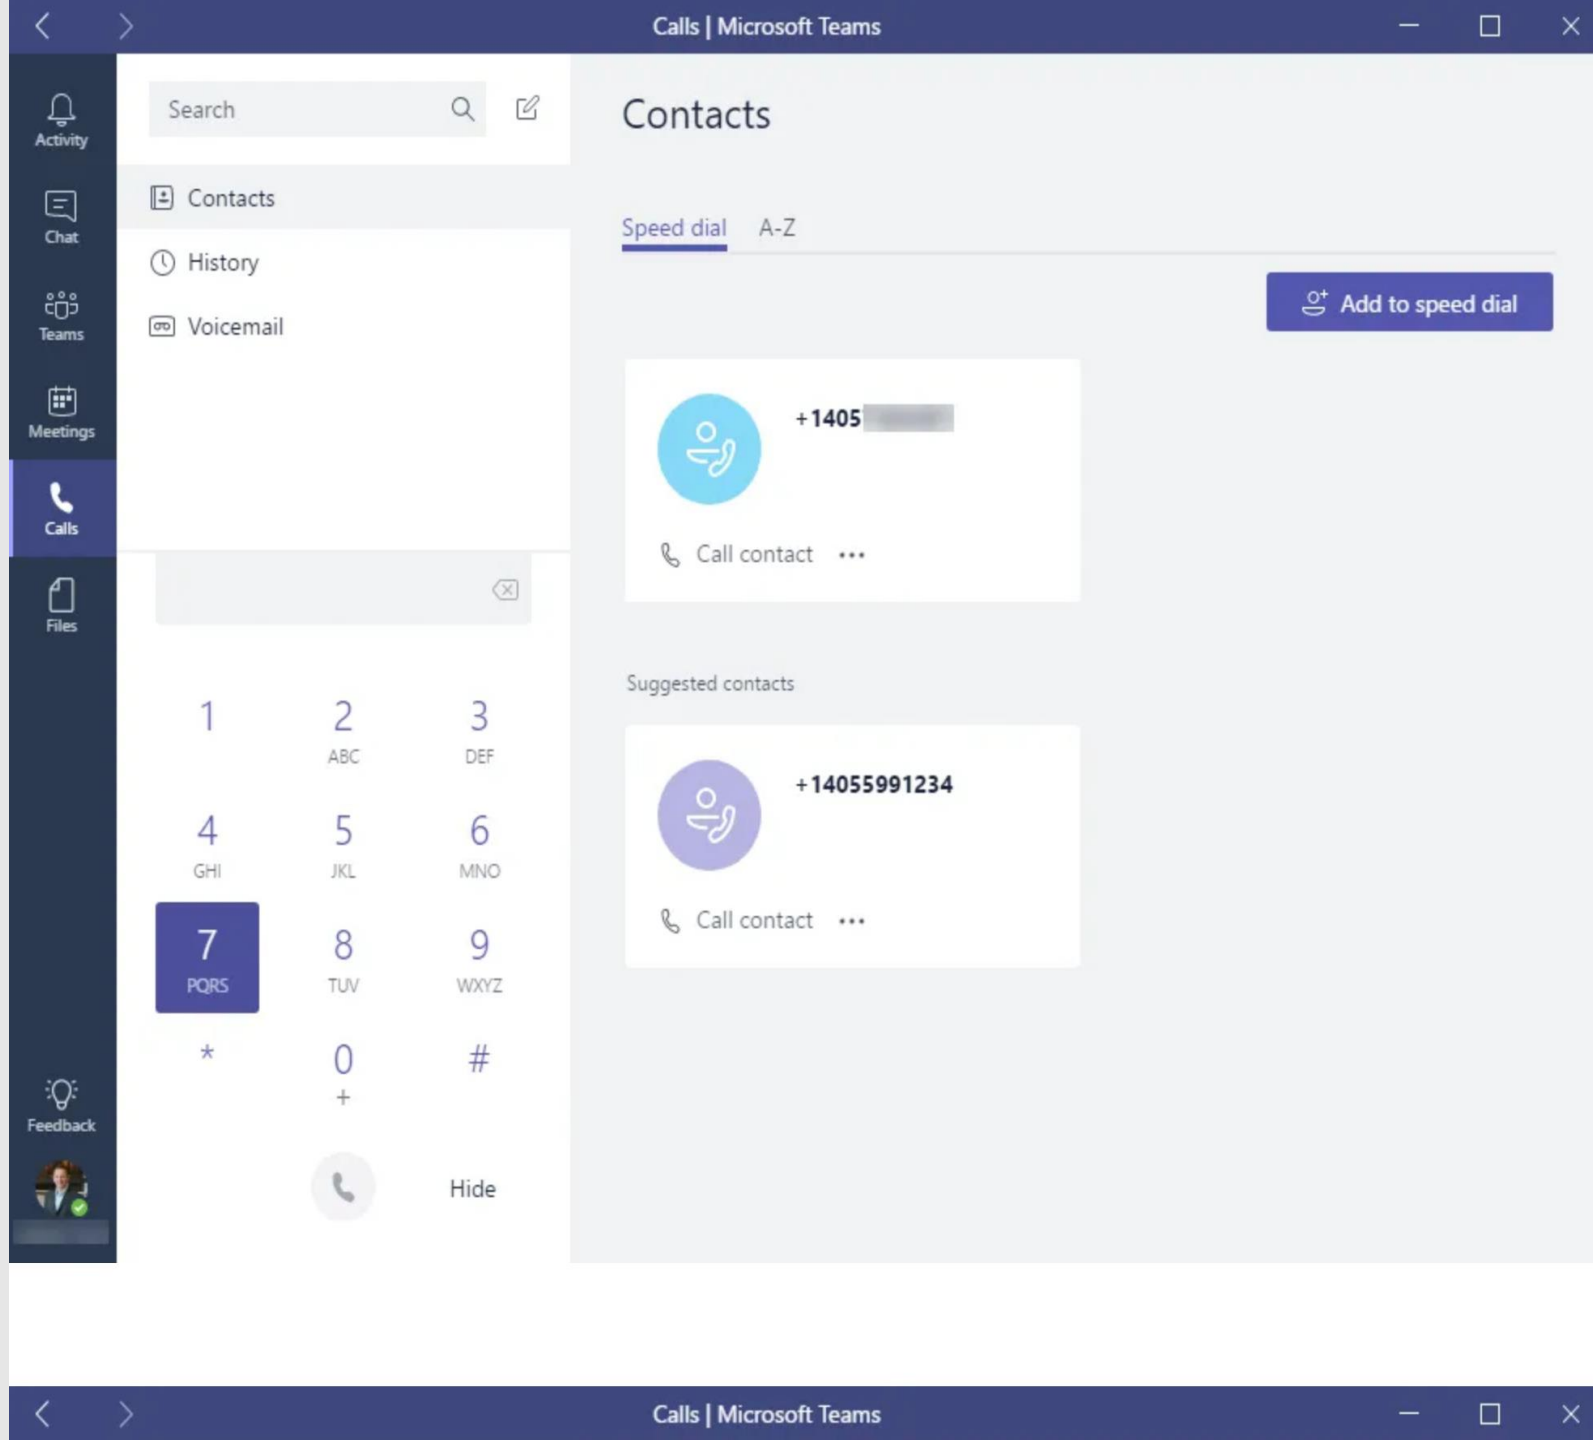 Calls | Microsoft Teams
Activity
Chat
Teams
Meetings
Calls
Files
Feedback
Search
Contacts
History
Voicemail
1
2
3
ABC
DEF
4
5
6
GHI
JKL
MNO
7
8
9
PQRS
TUV
WXYZ
*
0
#
+
Hide
Contacts
Speed dial
A-Z
Add to speed dial
+1405
Call contact
Suggested contacts
+14055991234
Call contact
Calls | Microsoft Teams